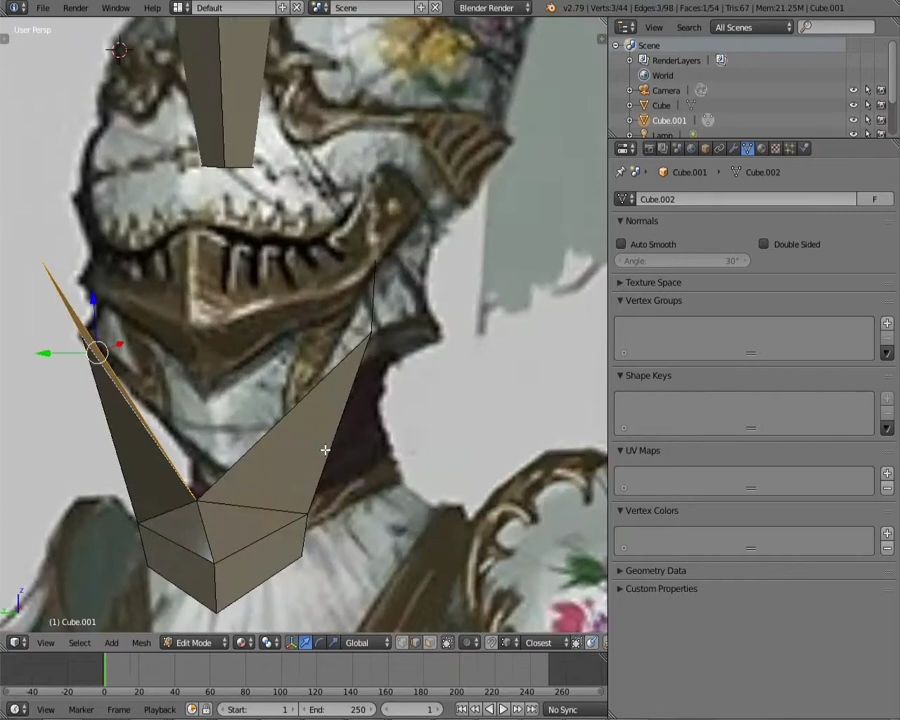 File Render Window Help Default Scene Blender Render v2.79 | Verts:3/44 | Edges:3/98 | Faces:1/54 | Tris:67 | Mem:21.25M | Cube.001
User Persp
View Search All Scenes
Scene
RenderLayers
World
Camera
Cube
Cube.001
Lamp
Cube.001 Cube.002
Cube.002 F
Normals
Auto Smooth Double Sided
Angle: 30°
Texture Space
Vertex Groups
Shape Keys
UV Maps
Vertex Colors
Geometry Data
Custom Properties
z
(1) Cube.001
View Select Add Mesh Edit Mode Global Closest
-40 -20 0 20 40 60 80 100 120 140 160 180 200 220 240 260
View Marker Frame Playback Start: 1 End: 250 1 No Sync